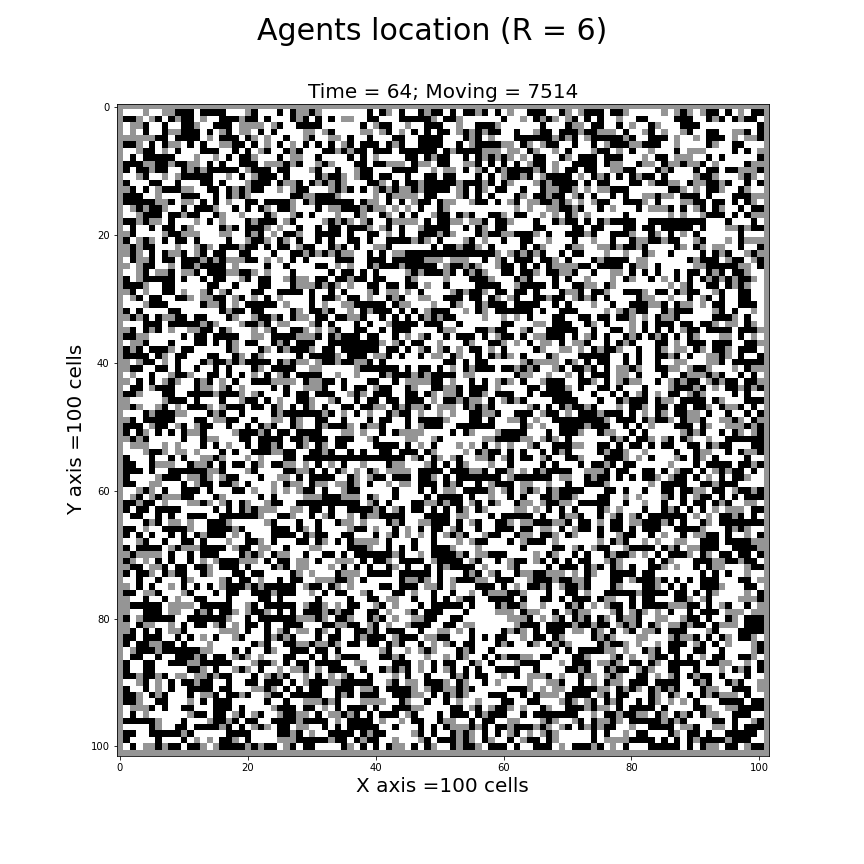 Agents location (R = 6)
Time = 64; Moving = 7514
0
20
40
60
80
100
Y axis =100 cells
0 20 40 60 80 100
X axis =100 cells